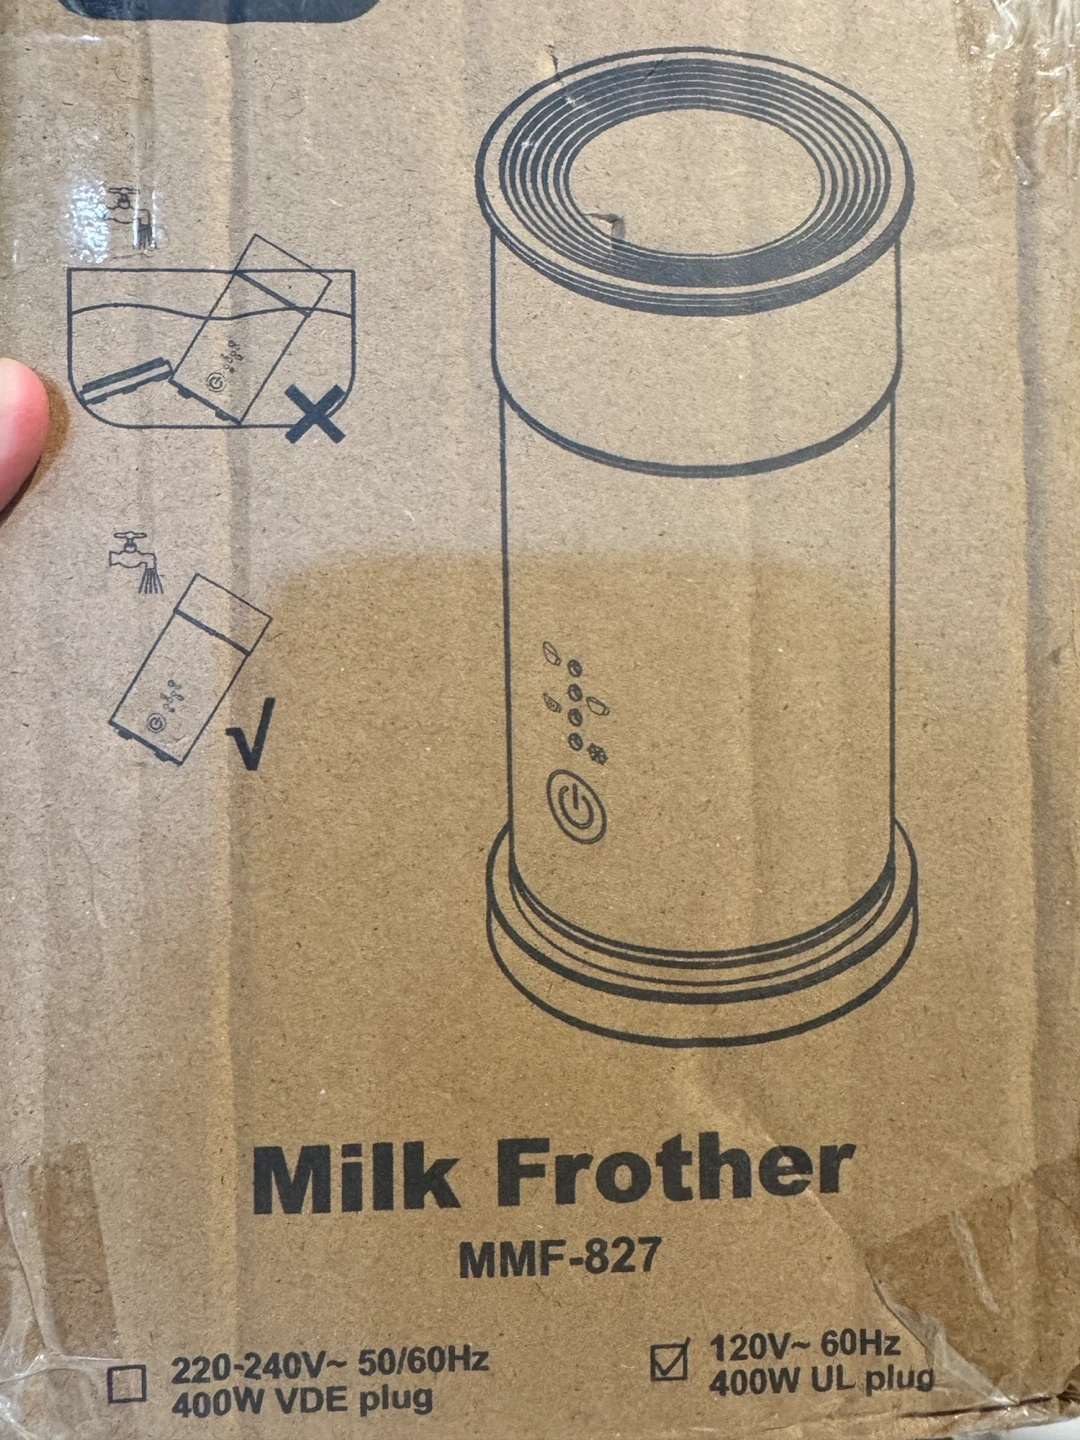 Milk Frother
MMF-827
220-240V~ 50/60Hz
400W VDE plug
120V~ 60Hz
400W UL plug